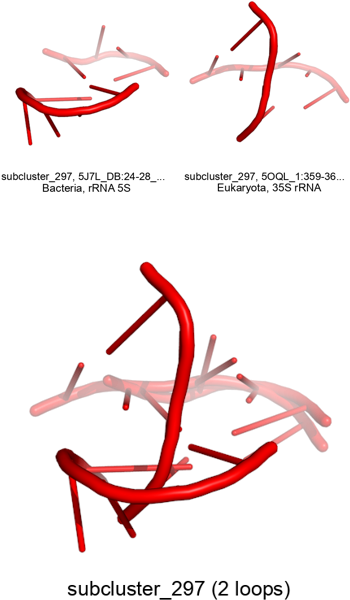 subcluster_297, 5J7L_DB:24-28_...
Bacteria, rRNA 5S
subcluster_297, 5OQL_1:359-36...
Eukaryota, 35S rRNA
subcluster_297 (2 loops)